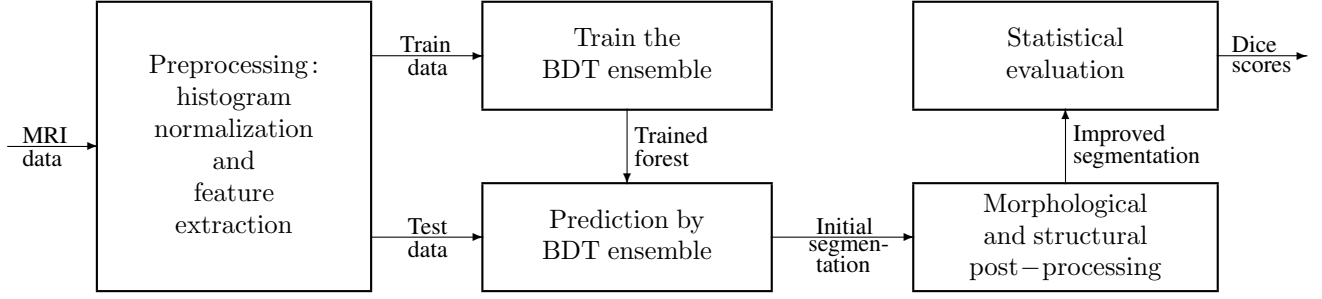 MRI
data
Preprocessing:
histogram
normalization
and
feature
extraction
Train
data
Test
data
Train the
BDT ensemble
Trained
forest
Prediction by
BDT ensemble
Initial
segmen-
tation
Morphological
and structural
post−processing
Improved
segmentation
Statistical
evaluation
Dice
scores